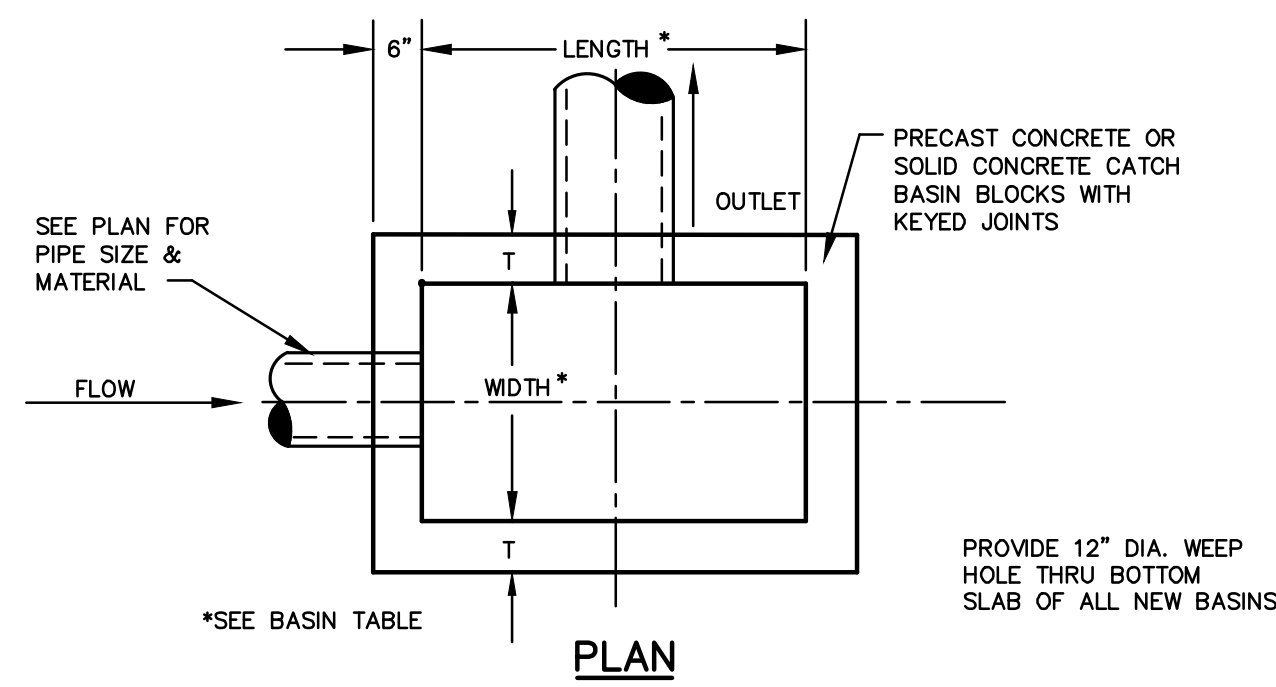 6”
LENGTH*
PRECAST CONCRETE OR
SOLID CONCRETE CATCH
BASIN BLOCKS WITH
KEYED JOINTS
OUTLET
SEE PLAN FOR
PIPE SIZE &
MATERIAL
T
WIDTH*
FLOW
T
PROVIDE 12” DIA. WEEP
HOLE THRU BOTTOM
SLAB OF ALL NEW BASINS
*SEE BASIN TABLE
PLAN